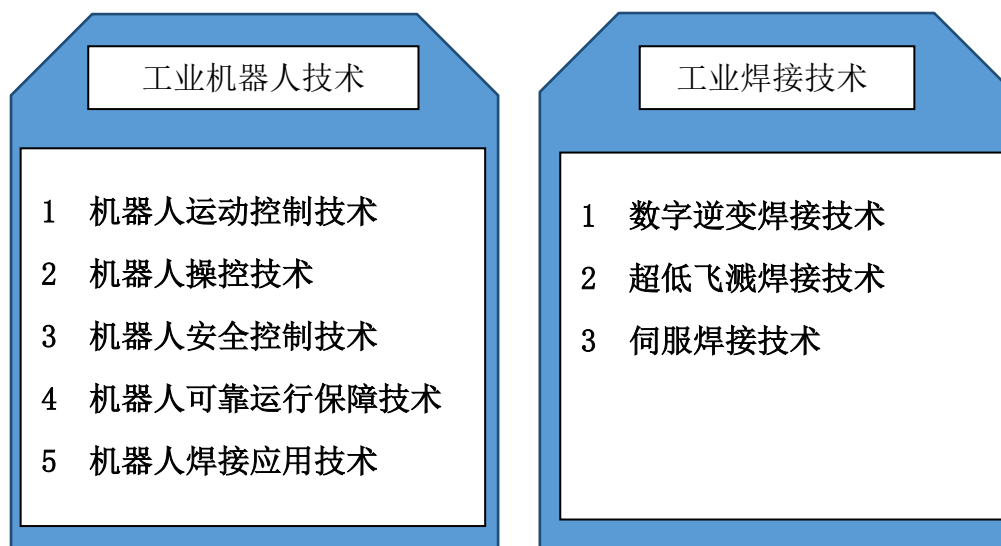 工业机器人技术
1 机器人运动控制技术
2 机器人操控技术
3 机器人安全控制技术
4 机器人可靠运行保障技术
5 机器人焊接应用技术
工业焊接技术
1 数字逆变焊接技术
2 超低飞溅焊接技术
3 伺服焊接技术